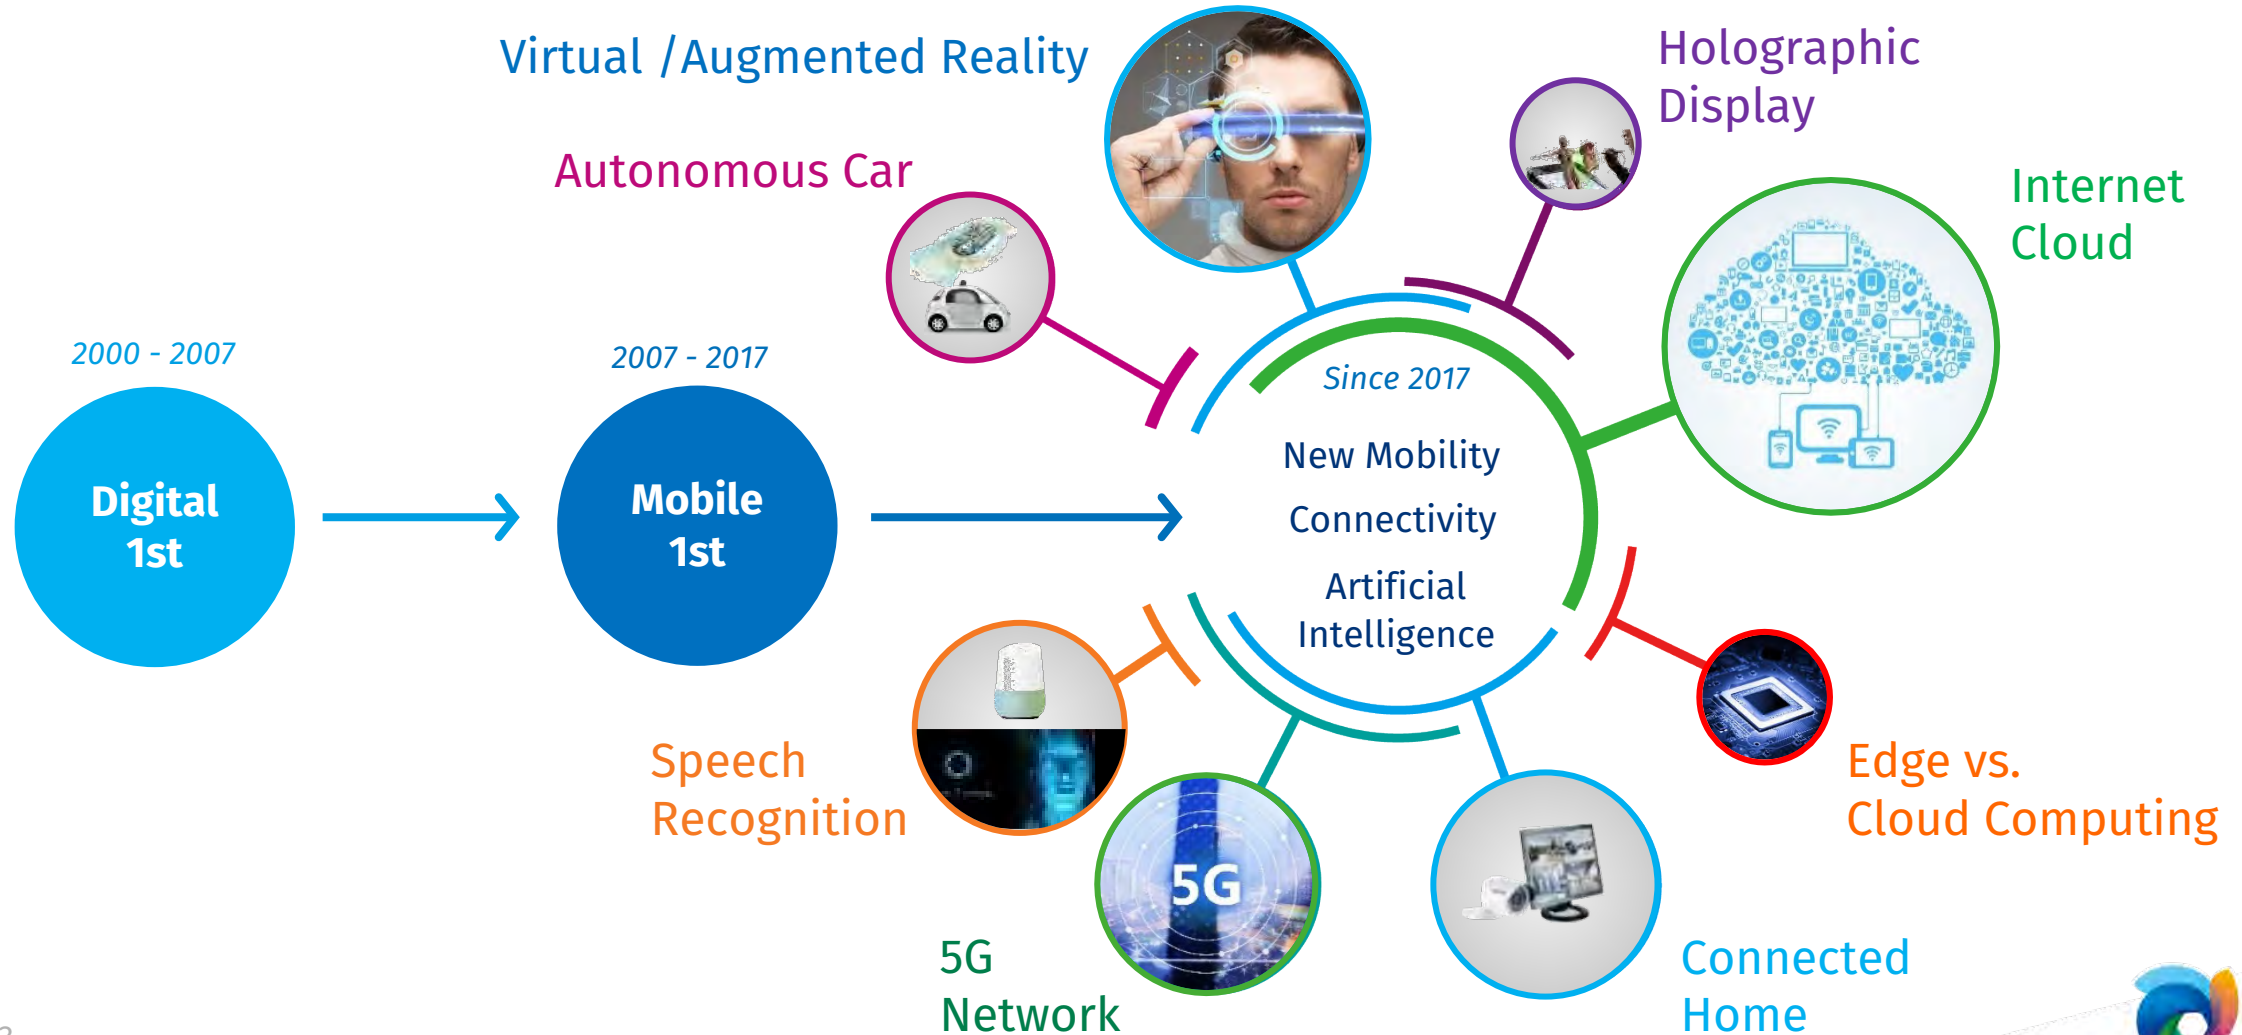 Virtual /Augmented Reality
Holographic
Display
Autonomous Car
Internet
Cloud
2000 - 2007
Digital
1st
2007 - 2017
Mobile
1st
Since 2017
New Mobility
Connectivity
Artificial
Intelligence
Speech
Recognition
5G
5G
Network
Edge vs.
Cloud Computing
Connected
Home